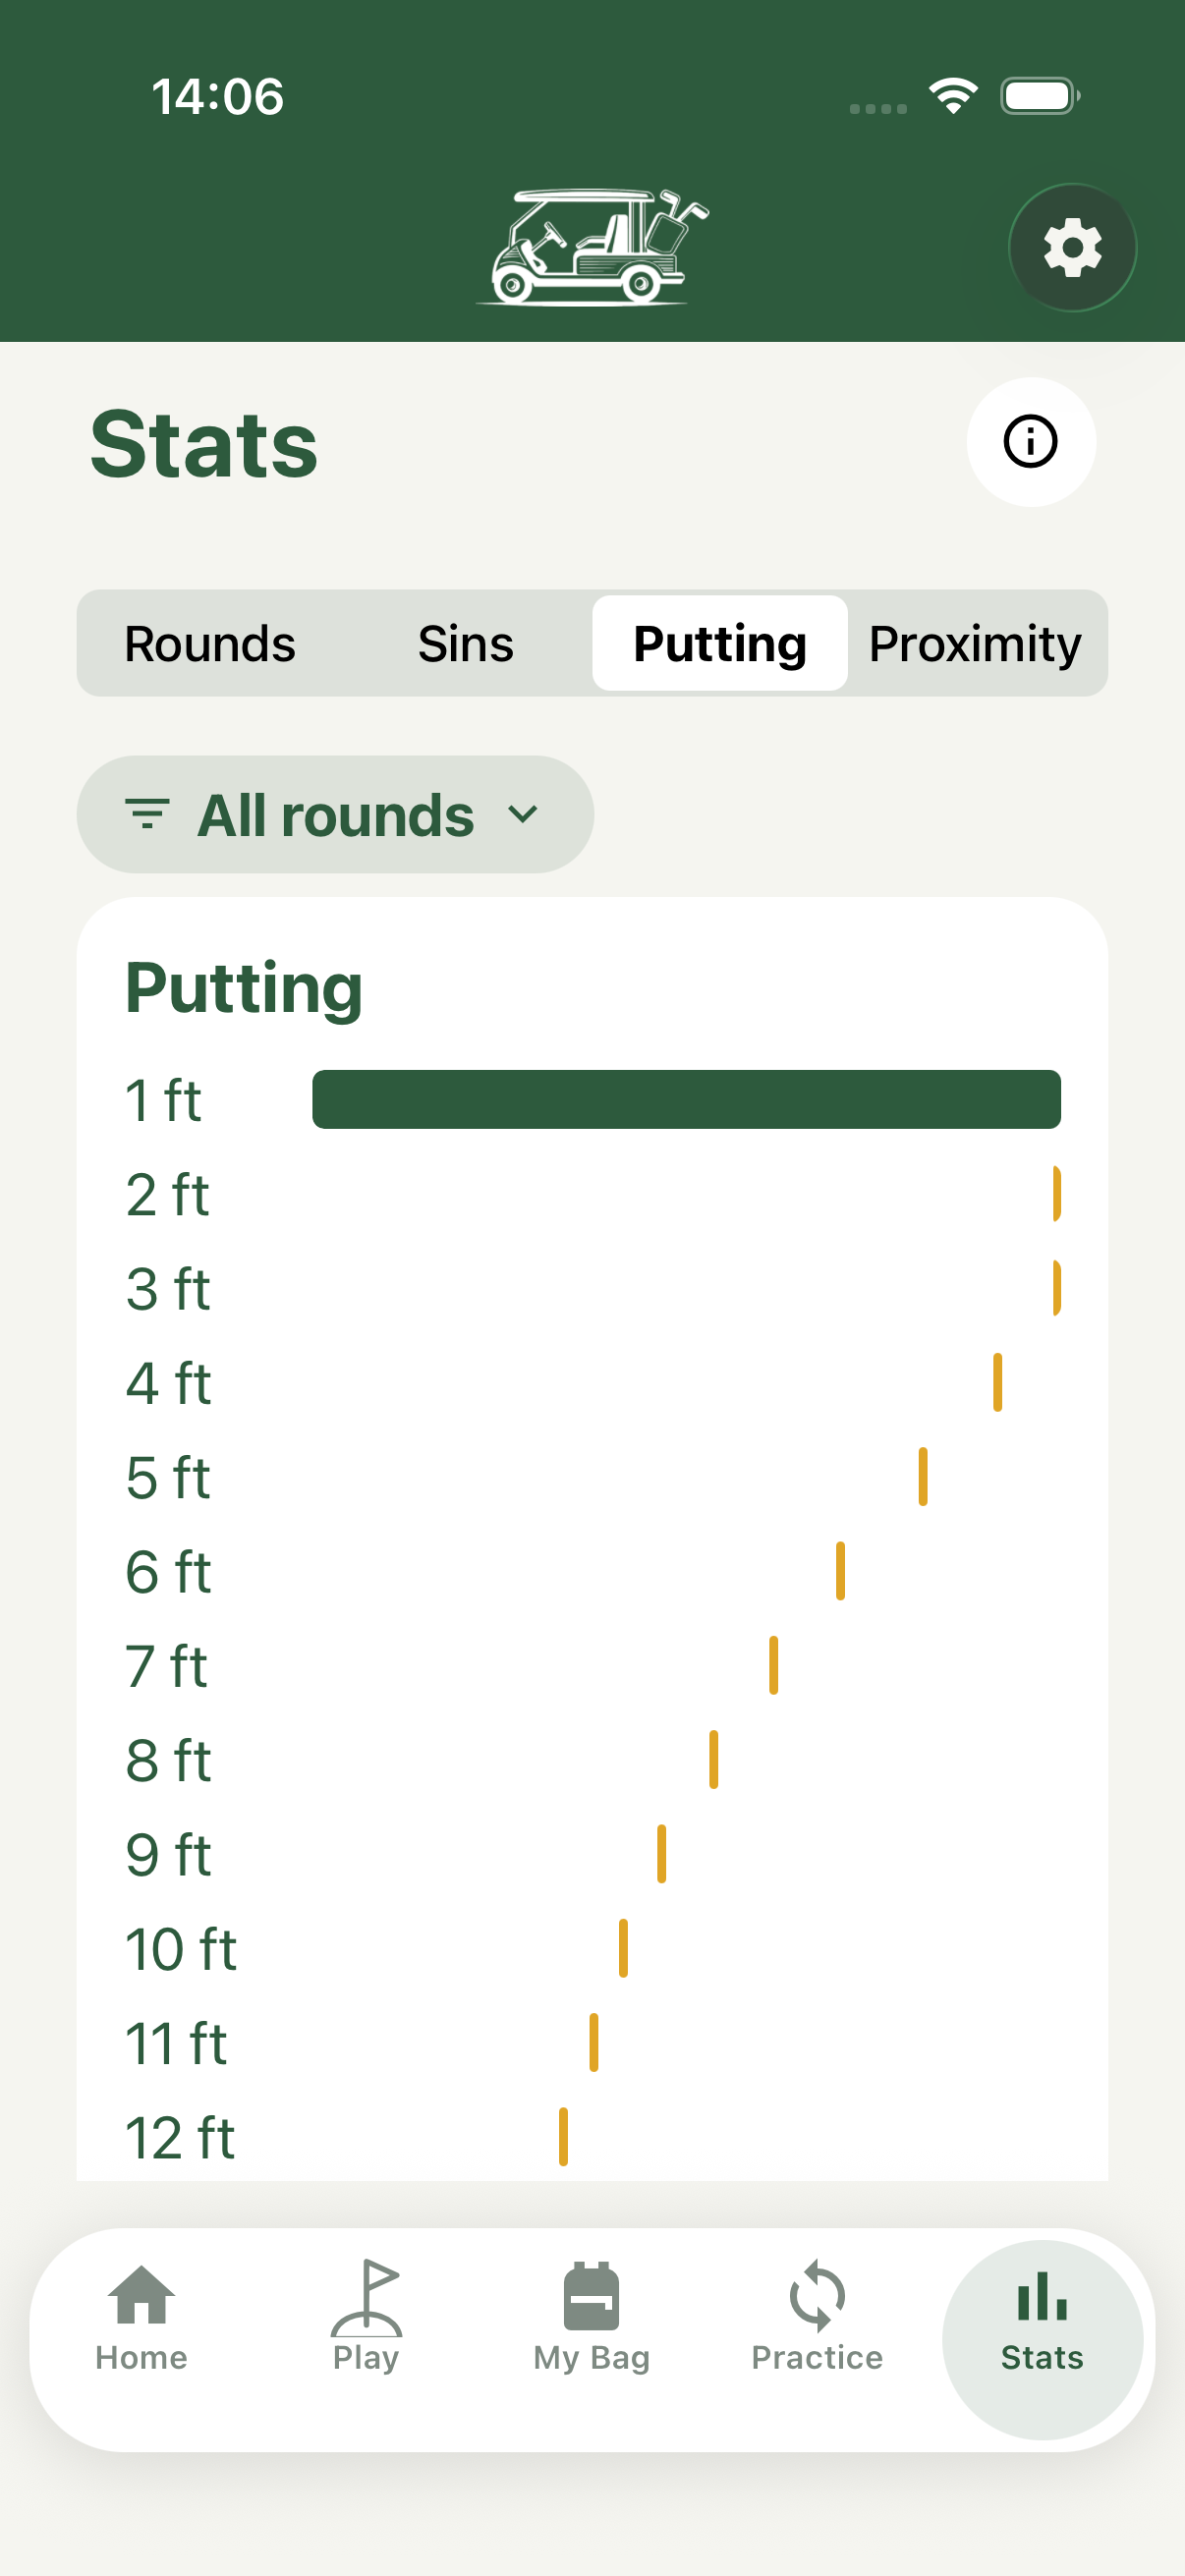 14:06
Stats
Rounds Sins Putting Proximity
All rounds
Putting
1 ft
2 ft
3 ft
4 ft
5 ft
6 ft
7 ft
8 ft
9 ft
10 ft
11 ft
12 ft
Home Play My Bag Practice Stats